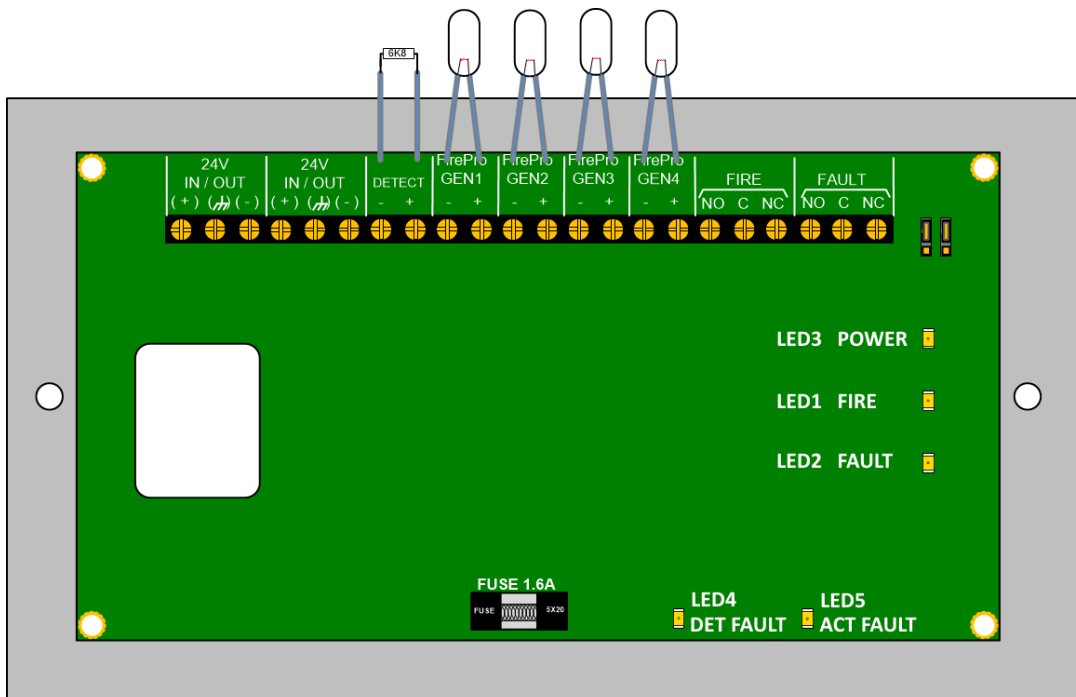 6K8
24V
IN / OUT
(+) (-)
24V
IN / OUT
(+) (-)
DETECT
- +
FirePro
GEN1
- +
FirePro
GEN2
- +
FirePro
GEN3
- +
FirePro
GEN4
- +
FIRE
NO C NC
FAULT
NO C NC
LED3 POWER
LED1 FIRE
LED2 FAULT
FUSE 1.6A
FUSE 5X20
LED4
DET FAULT
LED5
ACT FAULT